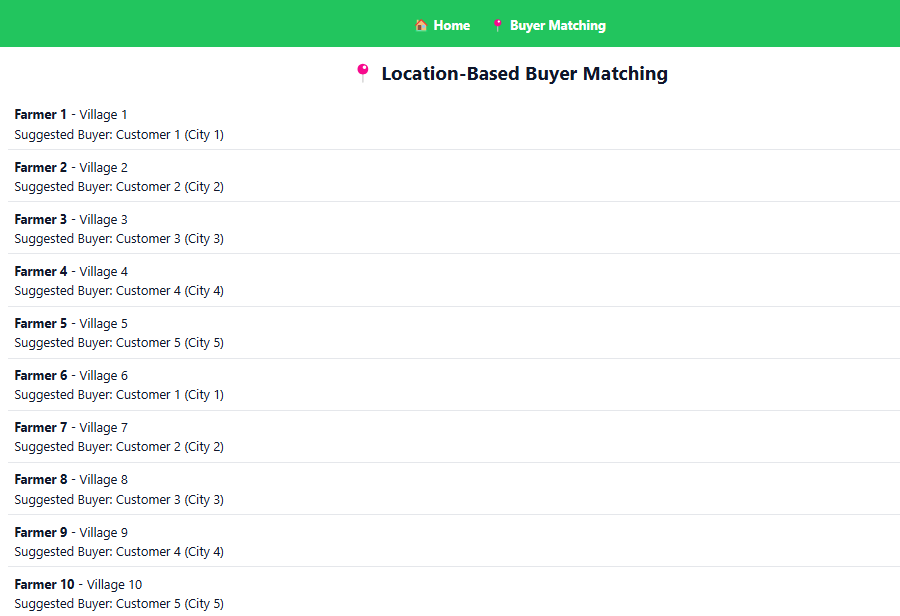 🏠 Home 📍 Buyer Matching
📍 Location-Based Buyer Matching
Farmer 1 - Village 1
Suggested Buyer: Customer 1 (City 1)
Farmer 2 - Village 2
Suggested Buyer: Customer 2 (City 2)
Farmer 3 - Village 3
Suggested Buyer: Customer 3 (City 3)
Farmer 4 - Village 4
Suggested Buyer: Customer 4 (City 4)
Farmer 5 - Village 5
Suggested Buyer: Customer 5 (City 5)
Farmer 6 - Village 6
Suggested Buyer: Customer 1 (City 1)
Farmer 7 - Village 7
Suggested Buyer: Customer 2 (City 2)
Farmer 8 - Village 8
Suggested Buyer: Customer 3 (City 3)
Farmer 9 - Village 9
Suggested Buyer: Customer 4 (City 4)
Farmer 10 - Village 10
Suggested Buyer: Customer 5 (City 5)